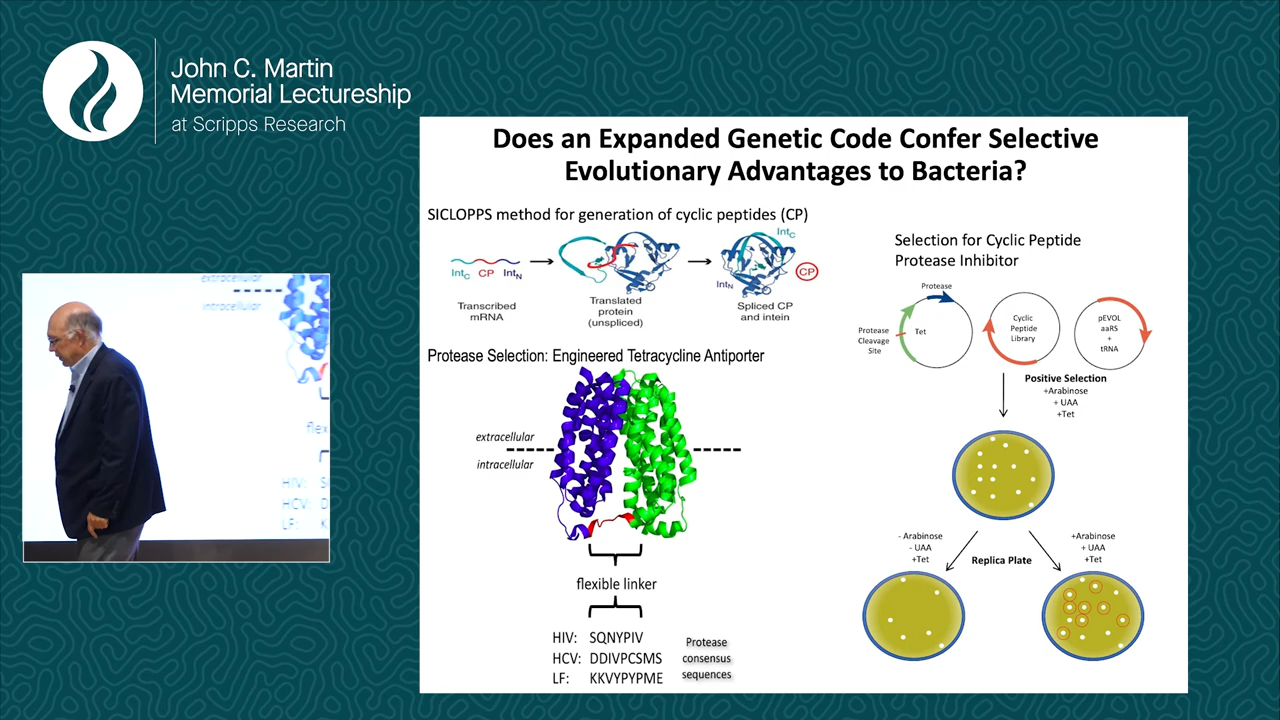 John C. Martin
Memorial Lectureship
at Scripps Research
Does an Expanded Genetic Code Confer Selective
Evolutionary Advantages to Bacteria?
SICLOPPS method for generation of cyclic peptides (CP)
IntC CP IntN
Transcribed
mRNA
Translated
protein
(unspliced)
IntC
IntN
CP
Spliced CP
and intein
Protease Selection: Engineered Tetracycline Antiporter
extracellular
intracellular
flexible linker
HIV: SQNYPIV
HCV: DDIVPCSMS
LF: KKVYPYPME
Protease
consensus
sequences
Selection for Cyclic Peptide
Protease Inhibitor
Protease
Tet
Protease
Cleavage
Site
Cyclic
Peptide
Library
pEVOL
aaRS
+
tRNA
Positive Selection
+Arabinose
+ UAA
+Tet
- Arabinose
- UAA
+Tet
Replica Plate
+Arabinose
+ UAA
+Tet
extracellular
intracellular
flex
HIV: S
HCV: D
LF: K